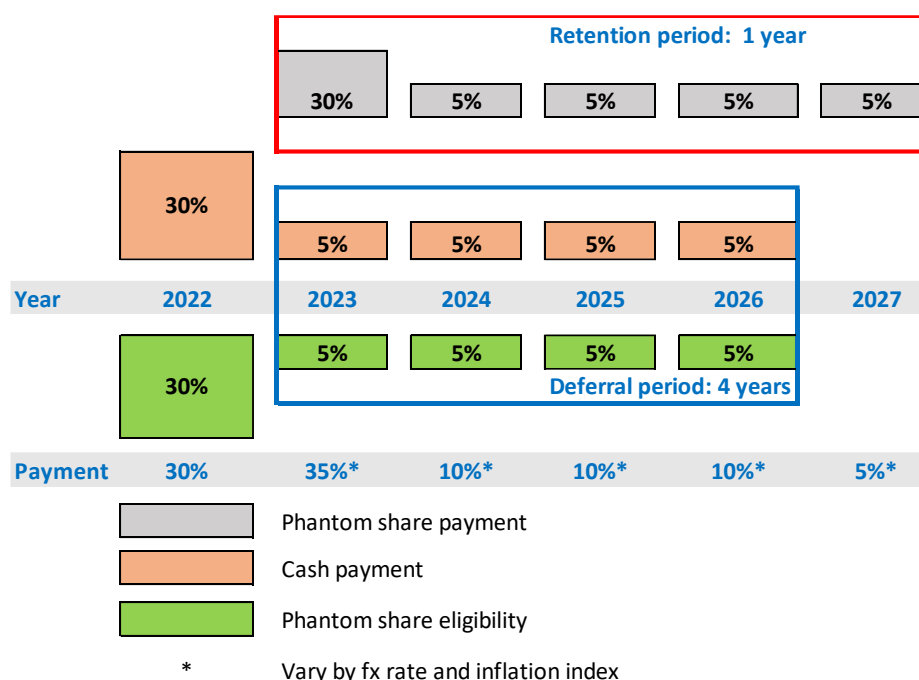 Retention period: 1 year
30% 5% 5% 5% 5%
30%
5% 5% 5% 5%
Year 2022 2023 2024 2025 2026 2027
5% 5% 5% 5%
30%
Deferral period: 4 years
Payment 30% 35%* 10%* 10%* 10%* 5%*
Phantom share payment
Cash payment
Phantom share eligibility
* Vary by fx rate and inflation index